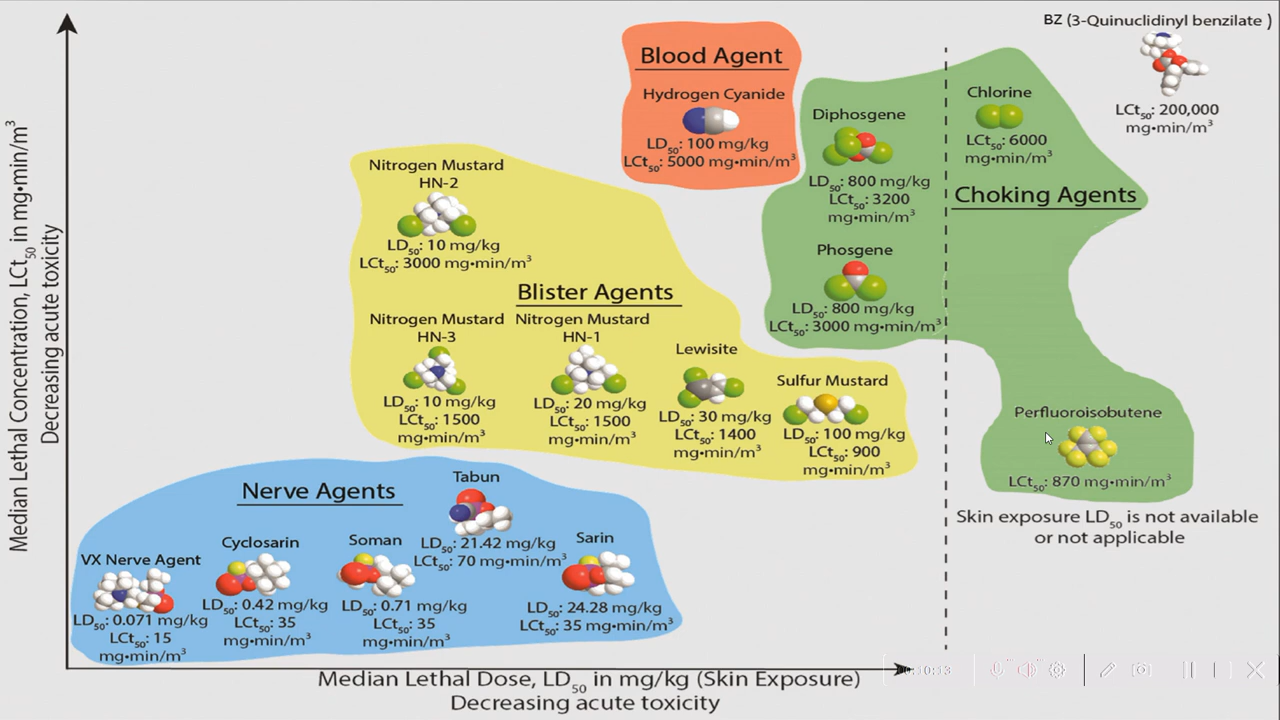 BZ (3-Quinuclidinyl benzilate )
LCt50: 200,000
mg•min/m³
Blood Agent
Hydrogen Cyanide
LD50: 100 mg/kg
LCt50: 5000 mg•min/m³
Diphosgene
LD50: 800 mg/kg
LCt50: 3200
mg•min/m³
Chlorine
LCt50: 6000
mg•min/m³
Choking Agents
Phosgene
LD50: 800 mg/kg
LCt50: 3000 mg•min/m³
Perfluoroisobutene
LCt50: 870 mg•min/m³
Skin exposure LD50 is not available
or not applicable
Nitrogen Mustard
HN-2
LD50: 10 mg/kg
LCt50: 3000 mg•min/m³
Blister Agents
Nitrogen Mustard
HN-3
LD50: 10 mg/kg
LCt50: 1500
mg•min/m³
Nitrogen Mustard
HN-1
LD50: 20 mg/kg
LCt50: 1500
mg•min/m³
Lewisite
LD50: 30 mg/kg
LCt50: 1400
mg•min/m³
Sulfur Mustard
LD50: 100 mg/kg
LCt50: 900
mg•min/m³
Nerve Agents
VX Nerve Agent
LD50: 0.071 mg/kg
LCt50: 15
mg•min/m³
Cyclosarin
LD50: 0.42 mg/kg
LCt50: 35
mg•min/m³
Soman
LD50: 0.71 mg/kg
LCt50: 35
mg•min/m³
Tabun
LD50: 21.42 mg/kg
LCt50: 70 mg•min/m³
Sarin
LD50: 24.28 mg/kg
LCt50: 35 mg•min/m³
Median Lethal Concentration, LCt50 in mg•min/m³
Decreasing acute toxicity
Median Lethal Dose, LD50 in mg/kg (Skin Exposure)
Decreasing acute toxicity